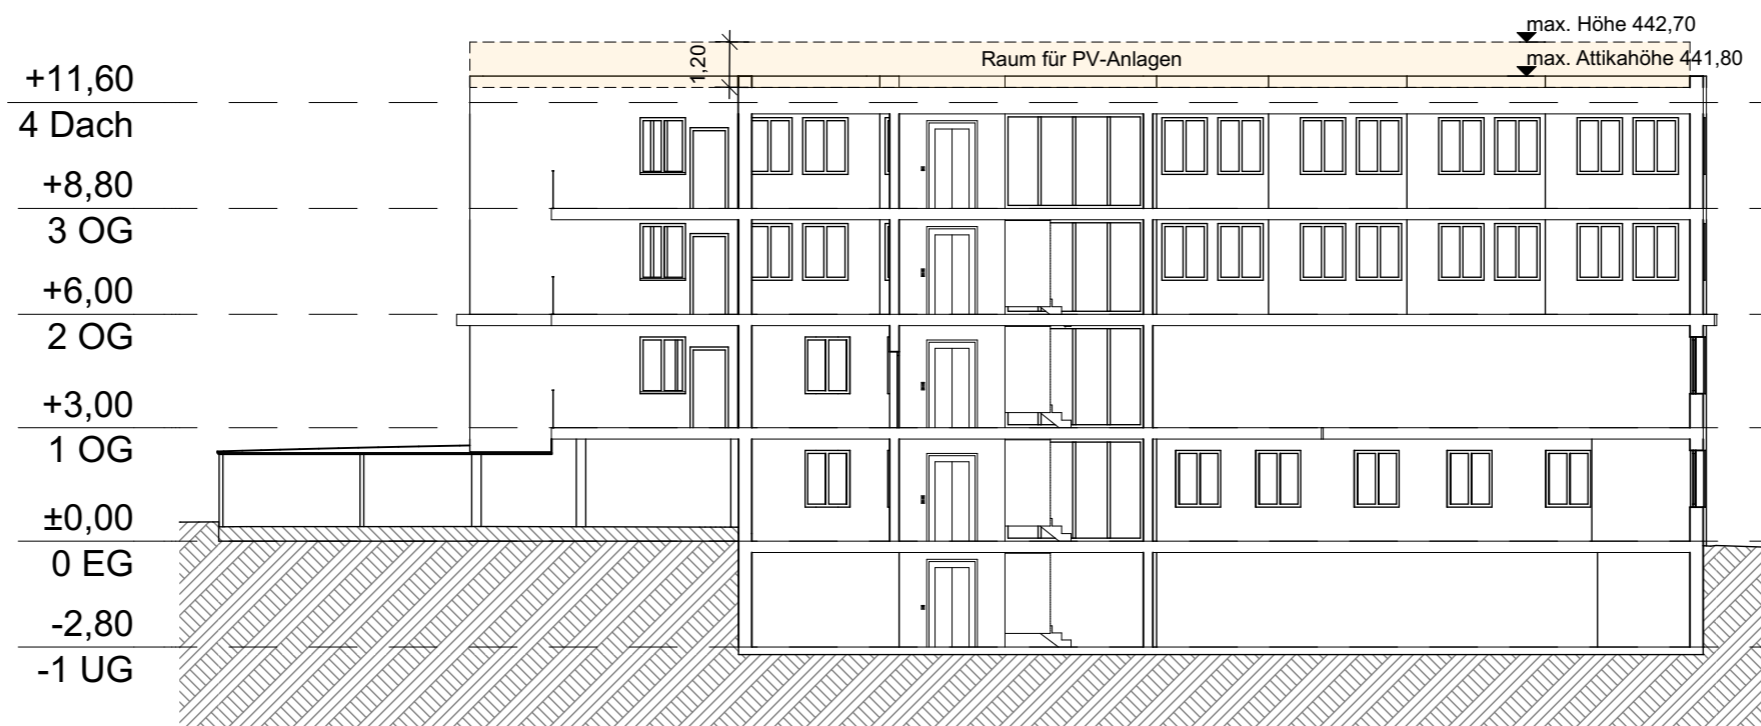 max. Höhe 442,70
1,20
Raum für PV-Anlagen
max. Attikahöhe 441,80
+11,60
4 Dach
+8,80
3 OG
+6,00
2 OG
+3,00
1 OG
±0,00
0 EG
-2,80
-1 UG